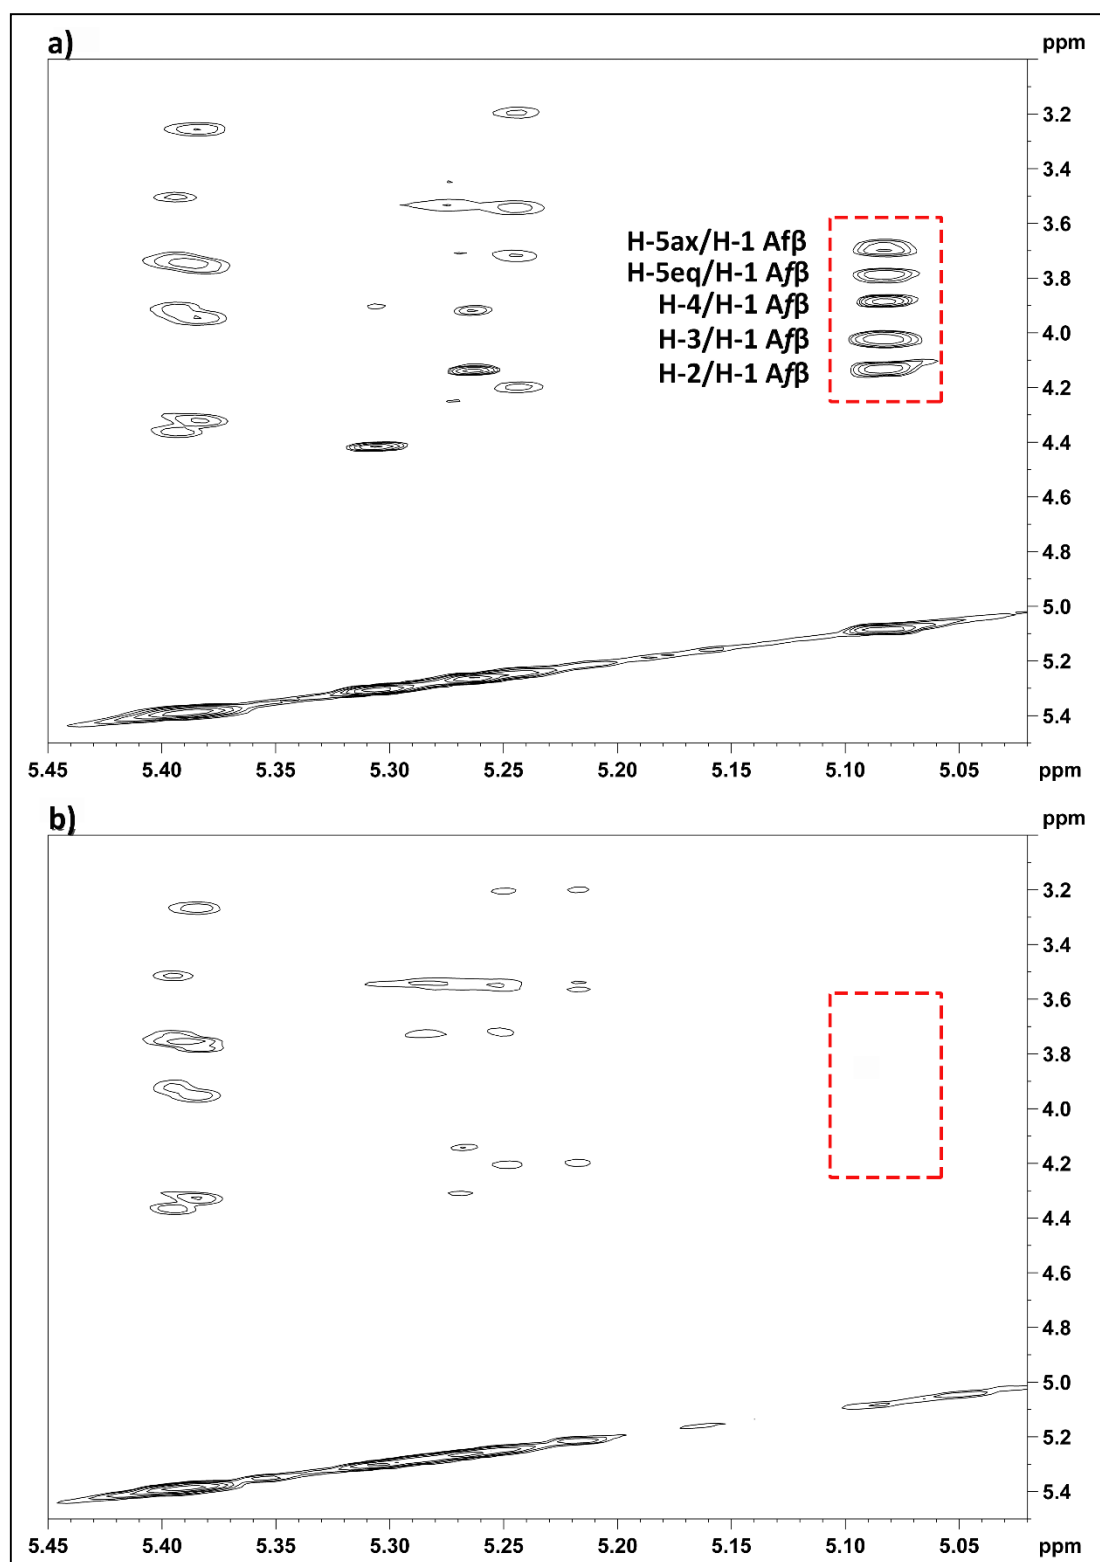 a)
ppm
3.2
3.4
3.6
H-5ax/H-1 Afβ
H-5eq/H-1 Afβ
3.8
H-4/H-1 Afβ
4.0
H-3/H-1 Afβ
H-2/H-1 Afβ
4.2
4.4
4.6
4.8
5.0
5.2
5.4
5.45 5.40 5.35 5.30 5.25 5.20 5.15 5.10 5.05 ppm
b)
ppm
3.2
3.4
3.6
3.8
4.0
4.2
4.4
4.6
4.8
5.0
5.2
5.4
5.45 5.40 5.35 5.30 5.25 5.20 5.15 5.10 5.05 ppm